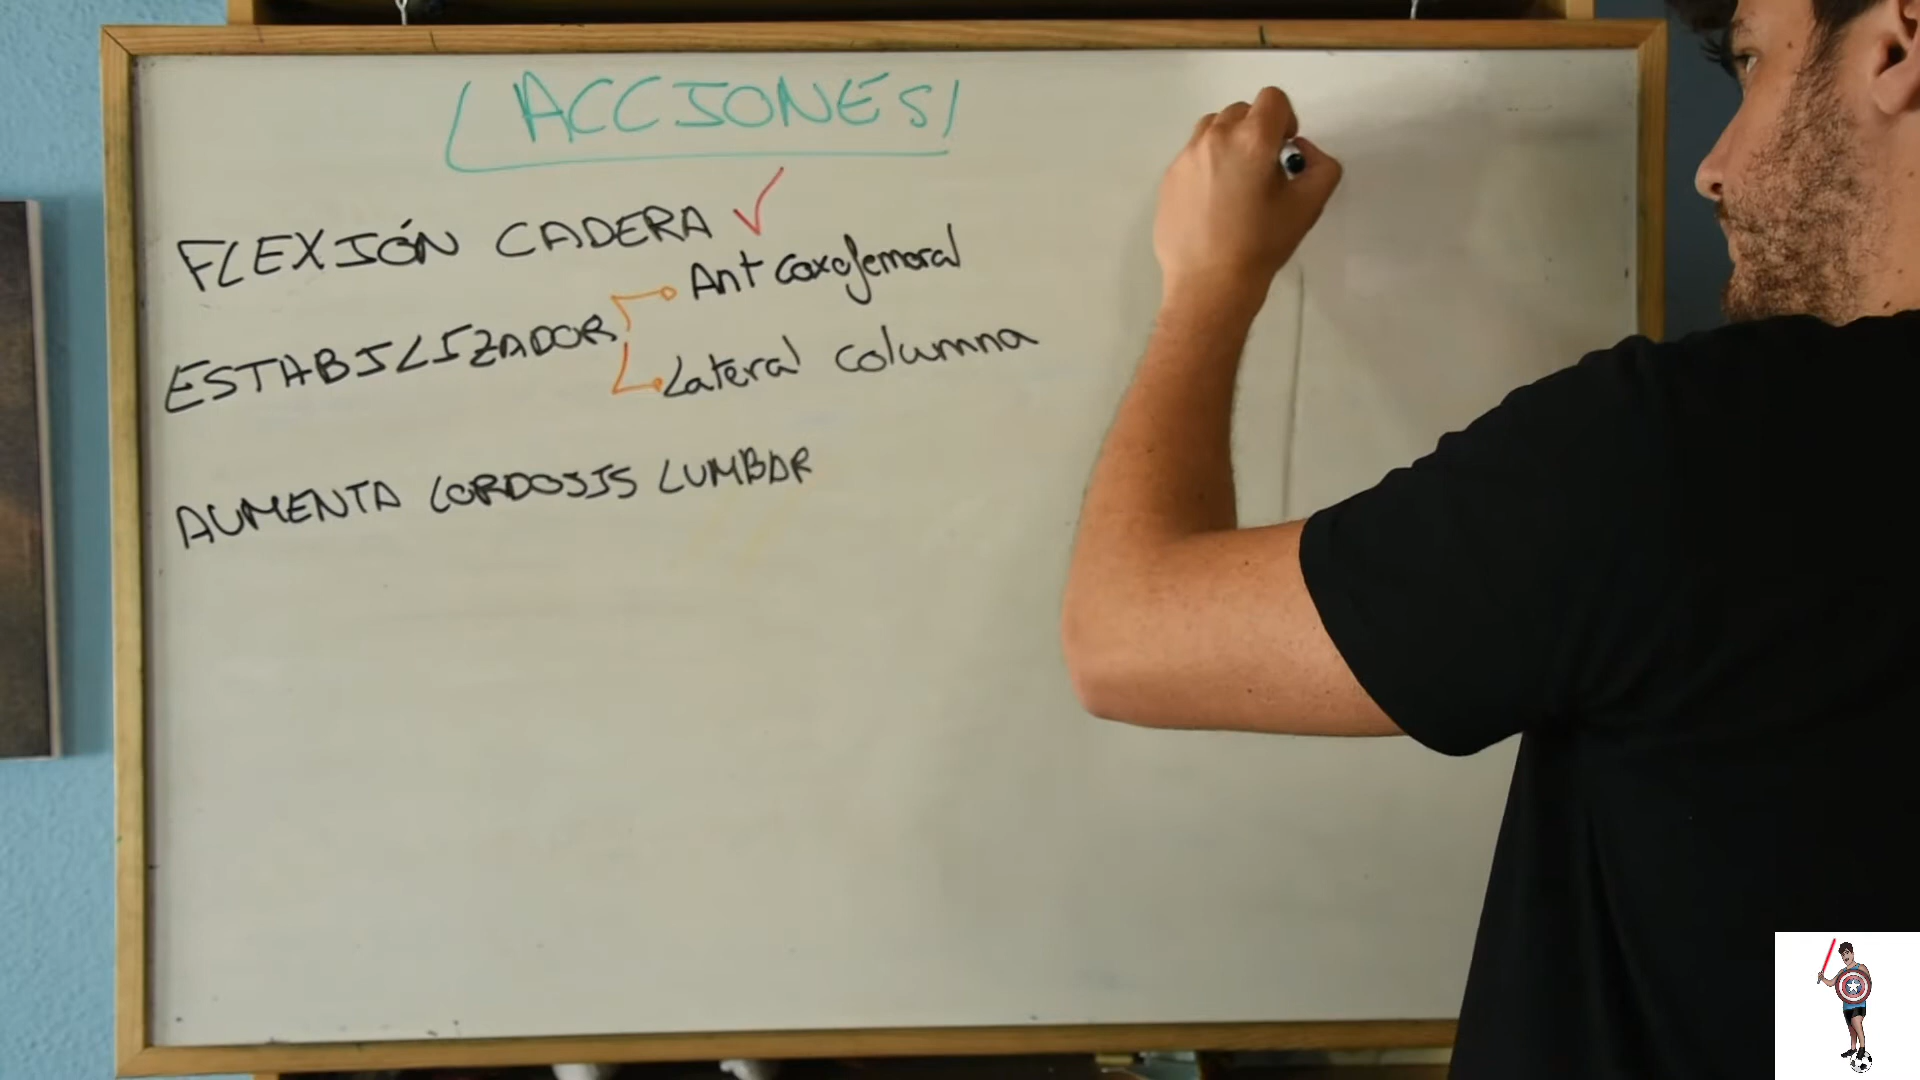 ACCIONES
FLEXIÓN CADERA ✓
Ant coxofemoral
ESTABILIZADOR
Lateral columna
AUMENTA LORDOSIS LUMBAR